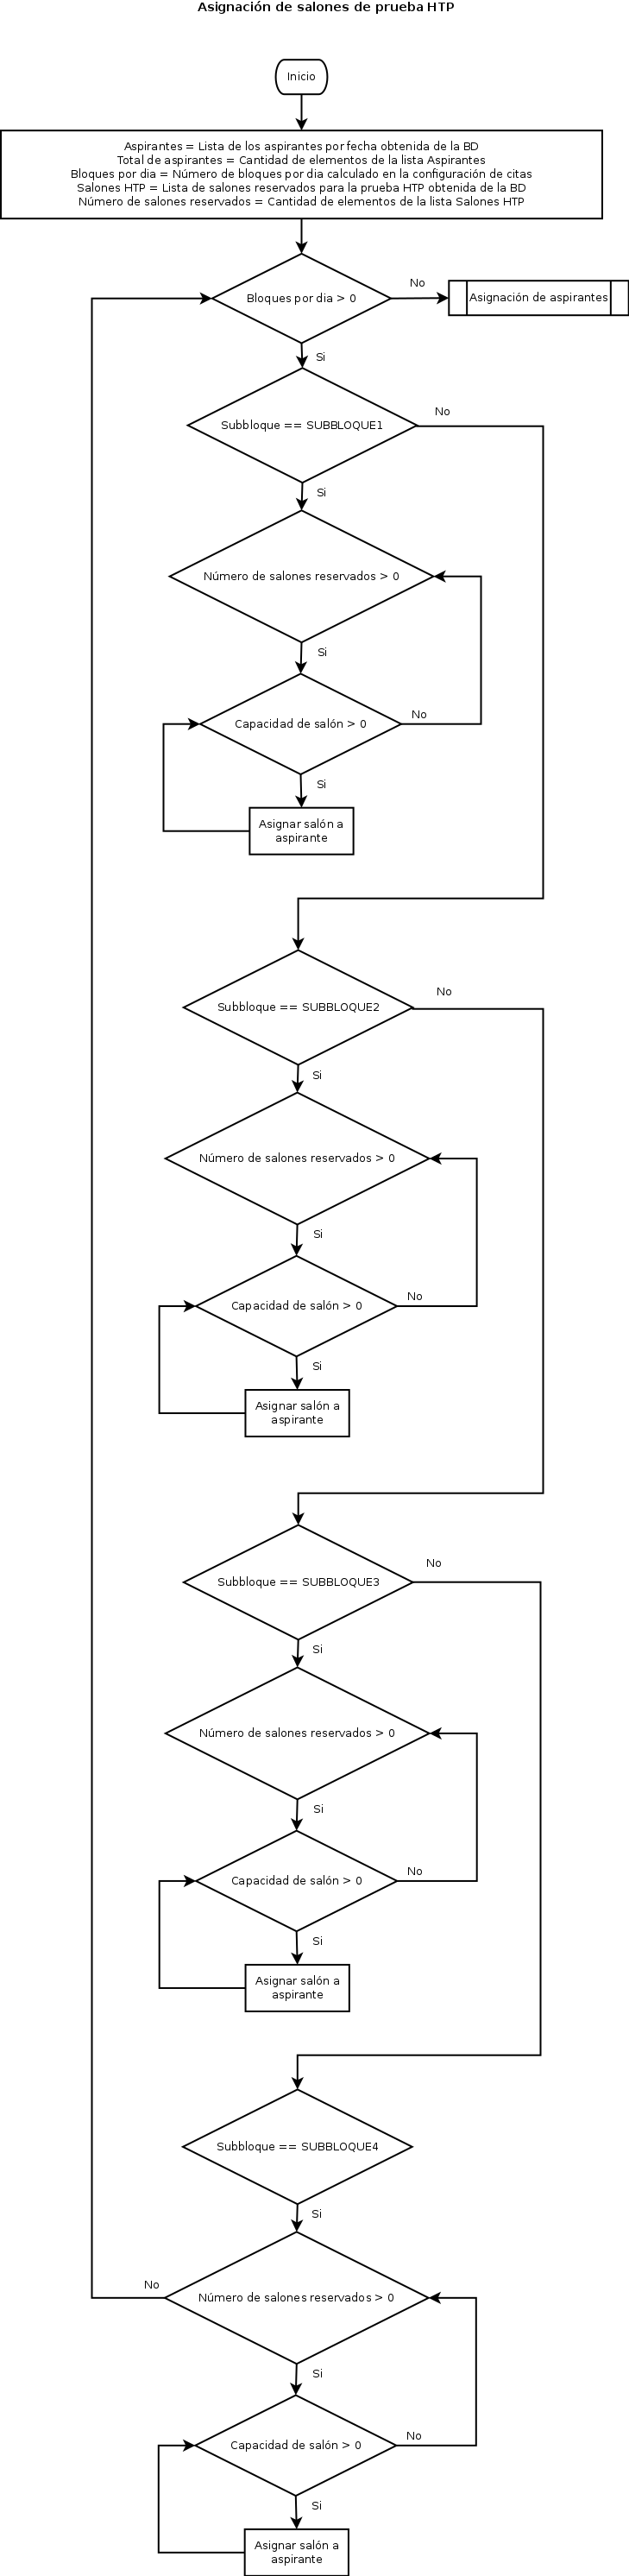 Asignación de salones de prueba HTP
Inicio
Aspirantes = Lista de los aspirantes por fecha obtenida de la BD
Total de aspirantes = Cantidad de elementos de la lista Aspirantes
Bloques por dia = Número de bloques por dia calculado en la configuración de citas
Salones HTP = Lista de salones reservados para la prueba HTP obtenida de la BD
Número de salones reservados = Cantidad de elementos de la lista Salones HTP
Bloques por dia > 0
No
Asignación de aspirantes
Si
Subbloque == SUBBLOQUE1
No
Si
Número de salones reservados > 0
Si
Capacidad de salón > 0
No
Si
Asignar salón a
aspirante
Subbloque == SUBBLOQUE2
No
Si
Número de salones reservados > 0
Si
Capacidad de salón > 0
No
Si
Asignar salón a
aspirante
Subbloque == SUBBLOQUE3
No
Si
Número de salones reservados > 0
Si
Capacidad de salón > 0
No
Si
Asignar salón a
aspirante
Subbloque == SUBBLOQUE4
Si
No
Número de salones reservados > 0
Si
Capacidad de salón > 0
No
Si
Asignar salón a
aspirante